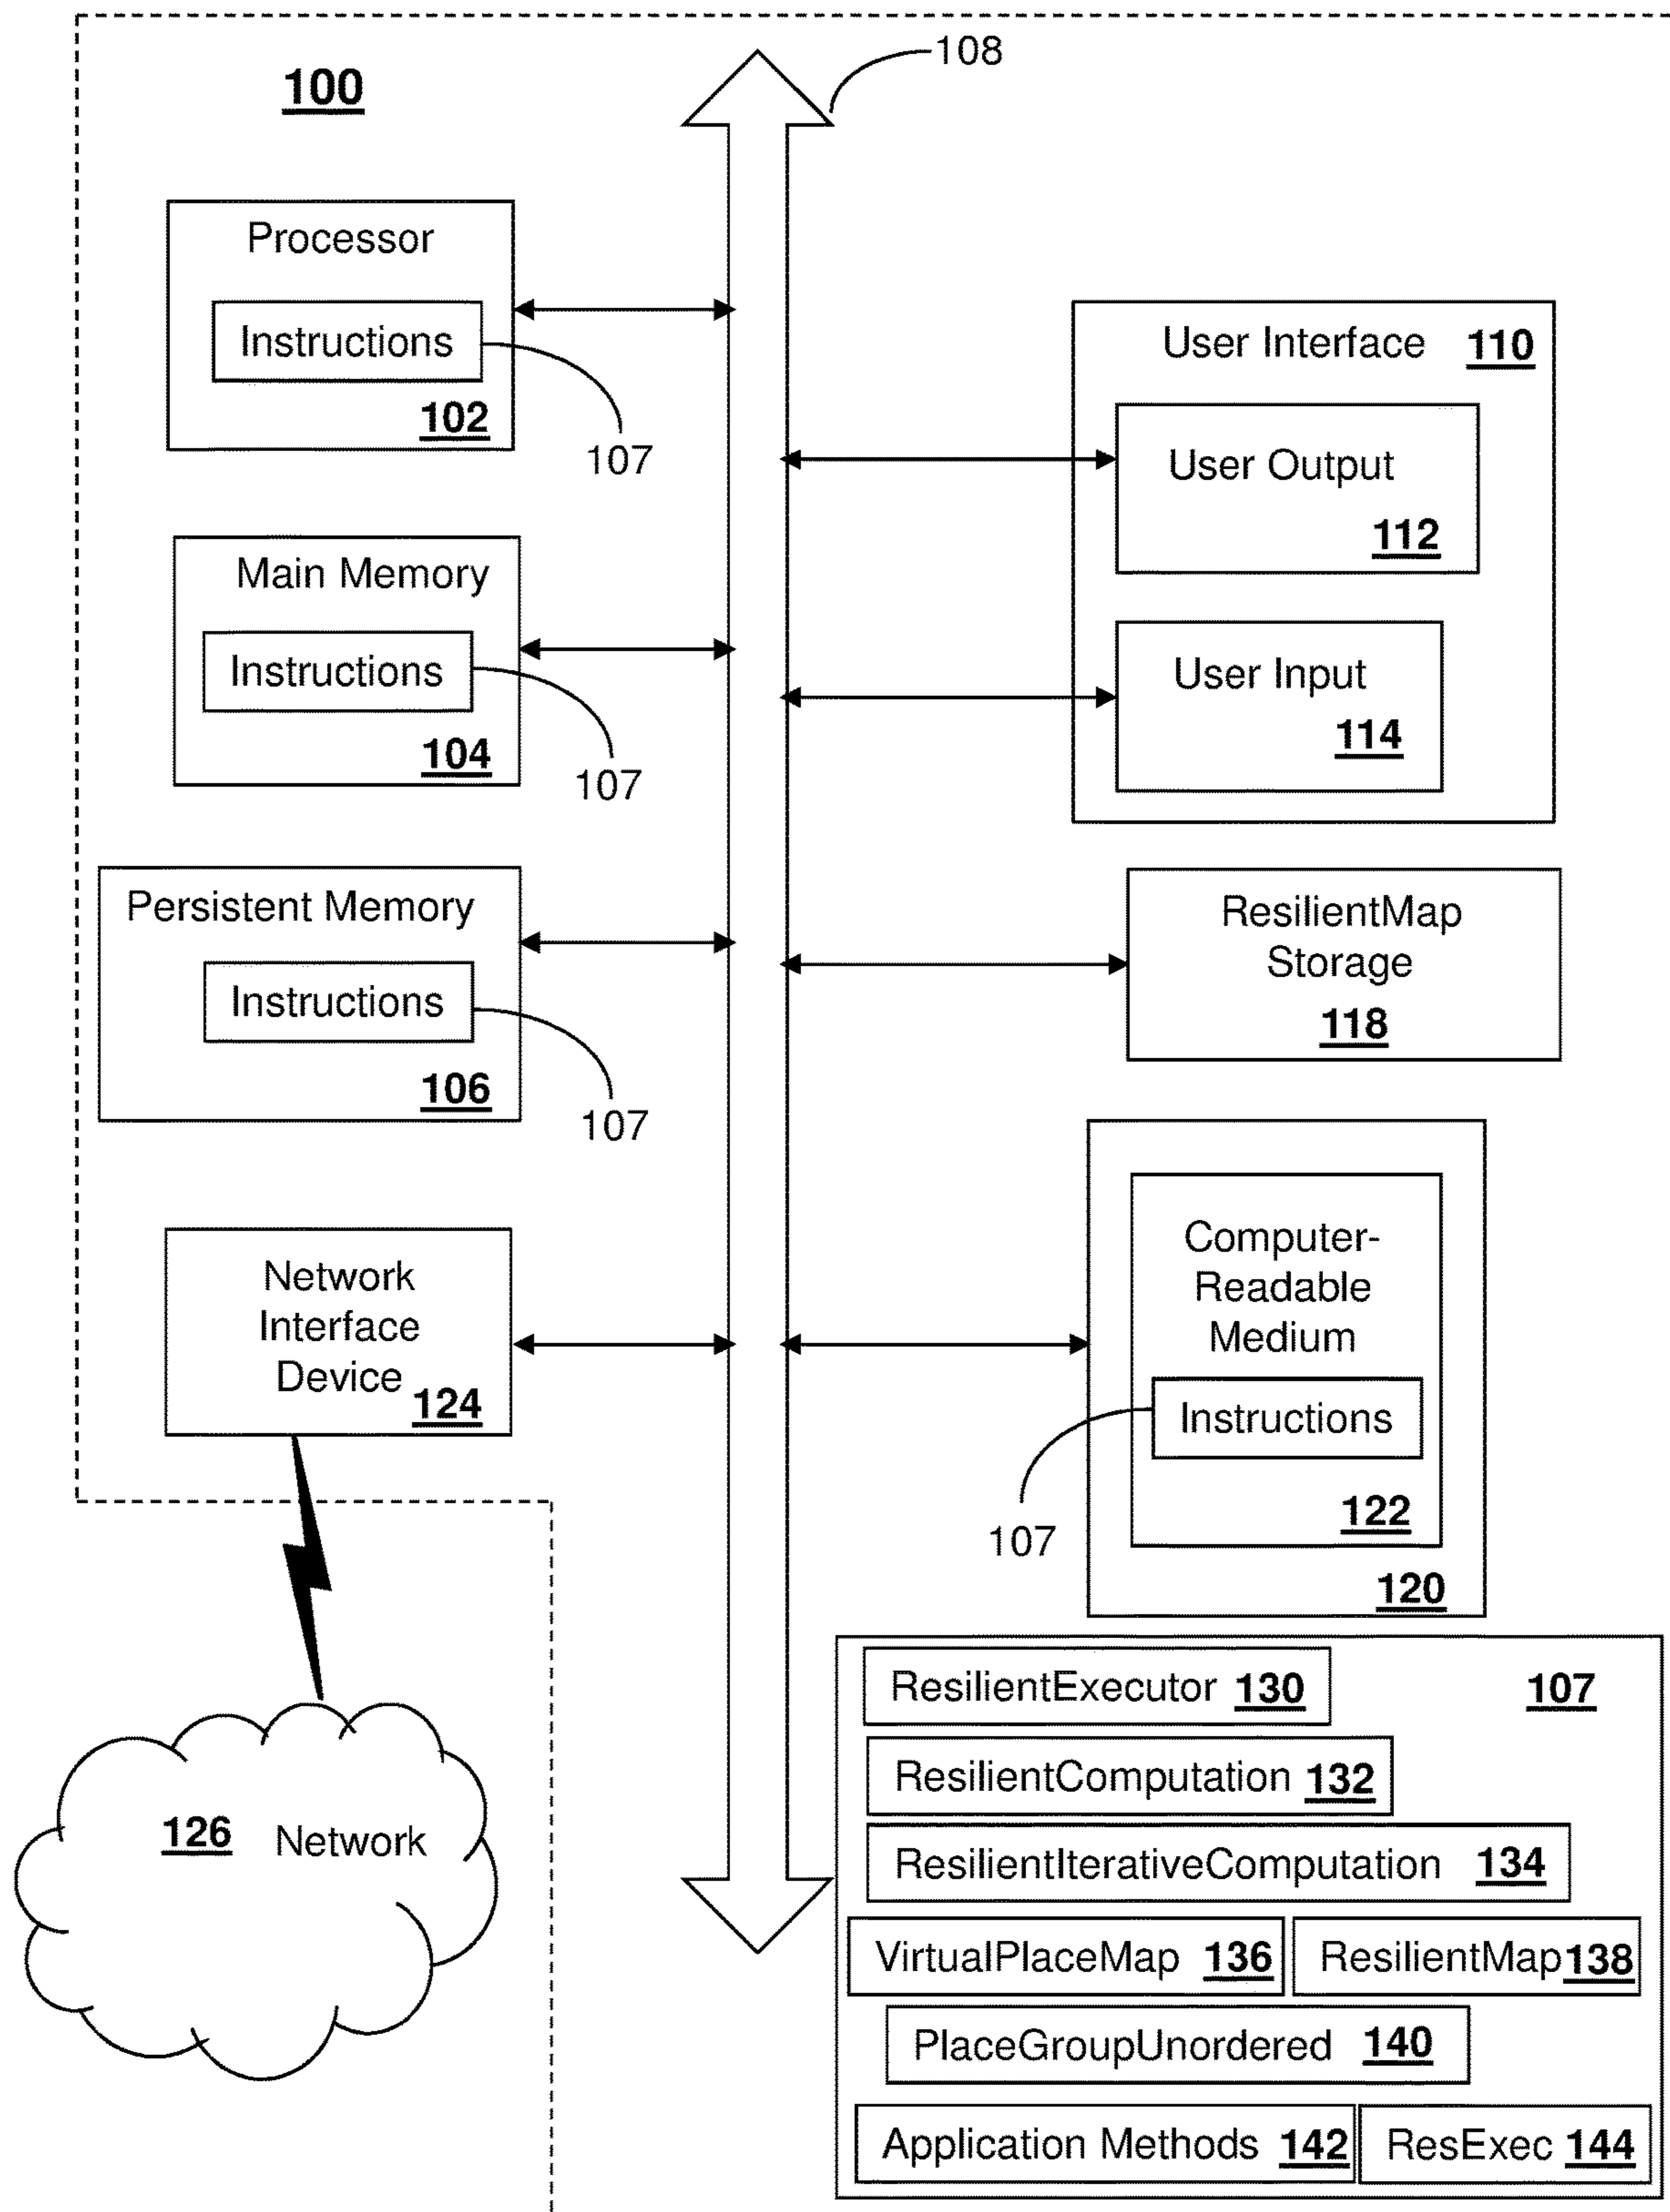 100
108
Processor
Instructions
102
107
Main Memory
Instructions
104
107
Persistent Memory
Instructions
106
107
Network
Interface
Device
124
126 Network
User Interface 110
User Output
112
User Input
114
ResilientMap
Storage
118
Computer-
Readable
Medium
Instructions
122
107
120
ResilientExecutor 130
107
ResilientComputation 132
ResilientIterativeComputation 134
VirtualPlaceMap 136
ResilientMap 138
PlaceGroupUnordered 140
Application Methods 142
ResExec 144